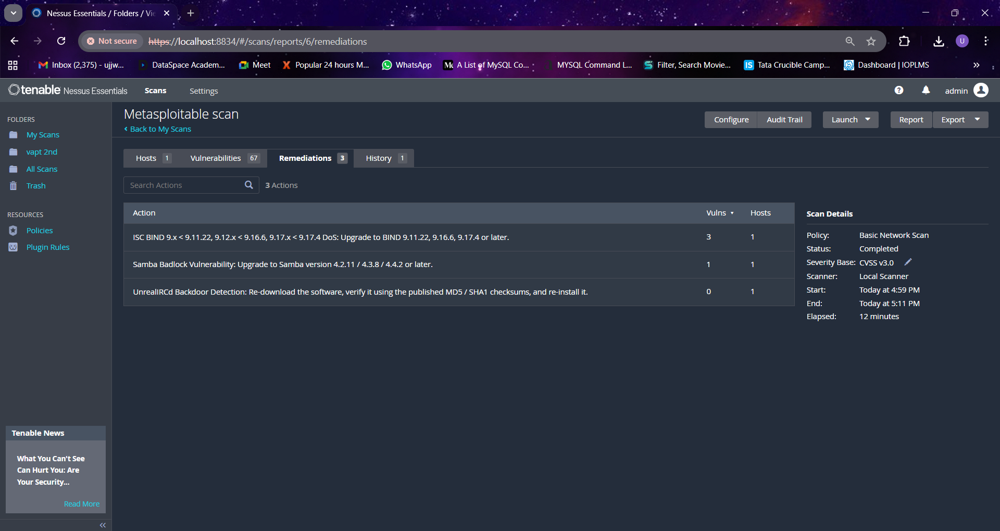 Nessus Essentials / Folders / Vie
Not secure https://localhost:8834/#/scans/reports/6/remediations
U
Inbox (2,375) - ujjw... DataSpace Academ... Meet Popular 24 hours M... WhatsApp A List of MySQL Co... MYSQL Command L... Filter, Search Movie... IS Tata Crucible Camp... Dashboard | IOPLMS
tenable Nessus Essentials Scans Settings admin
FOLDERS
My Scans
vapt 2nd
All Scans
Trash
RESOURCES
Policies
Plugin Rules
Tenable News
What You Can't See
Can Hurt You: Are
Your Security...
Read More
Metasploitable scan
Back to My Scans
Configure Audit Trail Launch Report Export
Hosts 1 Vulnerabilities 67 Remediations 3 History 1
Search Actions 3 Actions
Action Vulns Hosts
ISC BIND 9.x < 9.11.22, 9.12.x < 9.16.6, 9.17.x < 9.17.4 DoS: Upgrade to BIND 9.11.22, 9.16.6, 9.17.4 or later. 3 1
Samba Badlock Vulnerability: Upgrade to Samba version 4.2.11 / 4.3.8 / 4.4.2 or later. 1 1
UnrealIRCd Backdoor Detection: Re-download the software, verify it using the published MD5 / SHA1 checksums, and re-install it. 0 1
Scan Details
Policy: Basic Network Scan
Status: Completed
Severity Base: CVSS v3.0
Scanner: Local Scanner
Start: Today at 4:59 PM
End: Today at 5:11 PM
Elapsed: 12 minutes